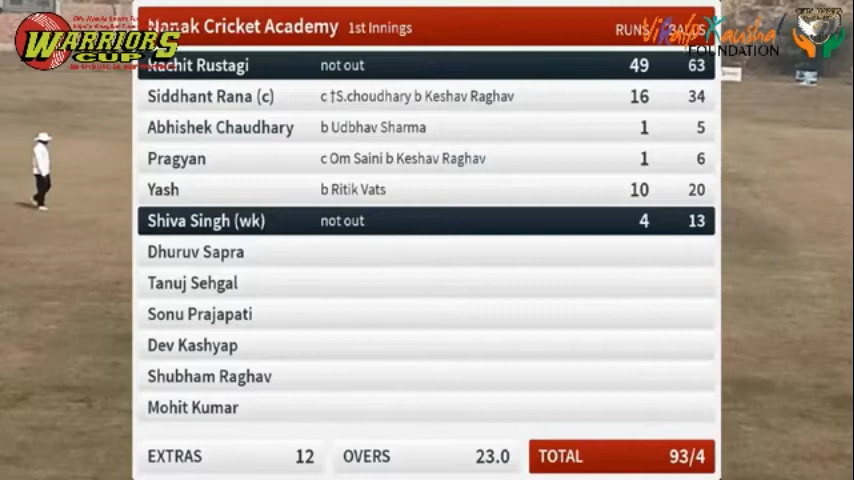 Nanak Cricket Academy 1st Innings RUNS BALLS
WARRIORS
CUP
Vikalp Kausha
FOUNDATION
Rachit Rustagi not out 49 63
Siddhant Rana (c) c †S.choudhary b Keshav Raghav 16 34
Abhishek Chaudhary b Udbhav Sharma 1 5
Pragyan c Om Saini b Keshav Raghav 1 6
Yash b Ritik Vats 10 20
Shiva Singh (wk) not out 4 13
Dhuruv Sapra
Tanuj Sehgal
Sonu Prajapati
Dev Kashyap
Shubham Raghav
Mohit Kumar
EXTRAS 12 OVERS 23.0 TOTAL 93/4